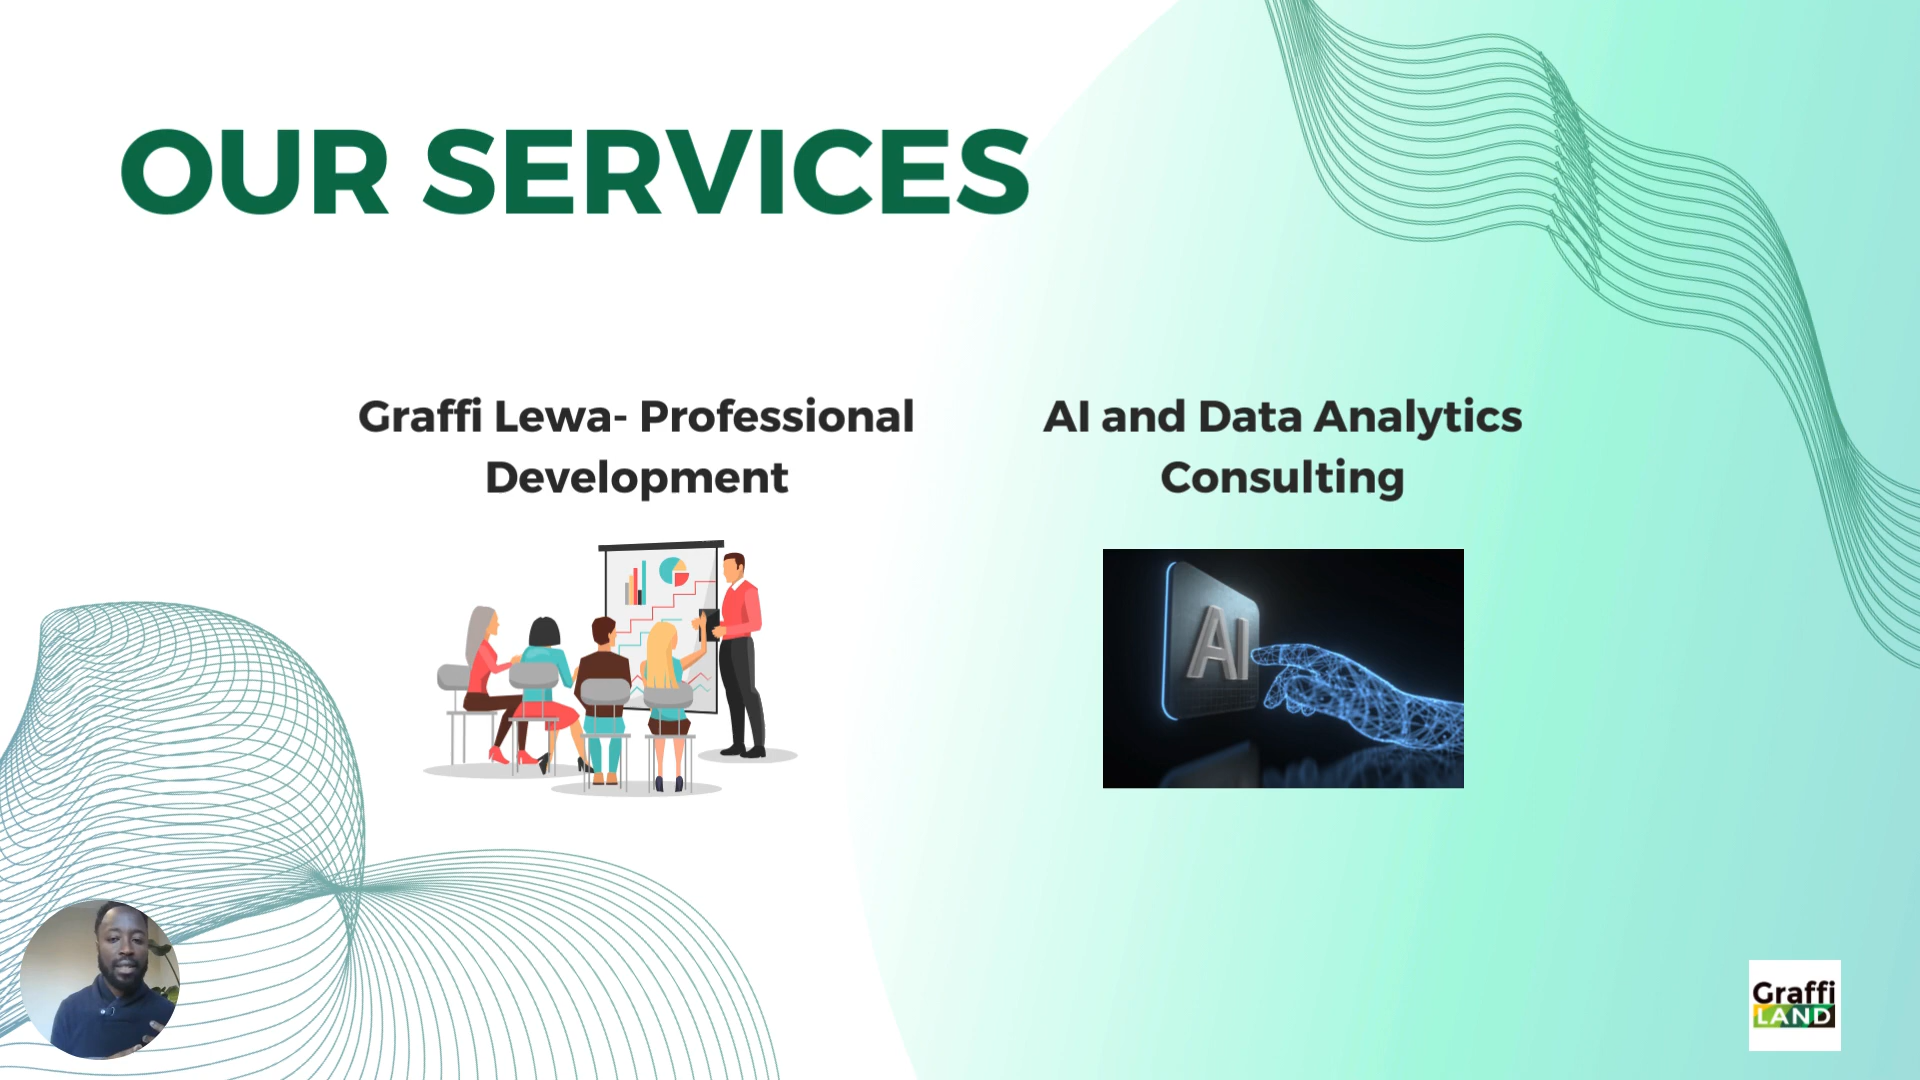 OUR SERVICES
Graffi Lewa- Professional
Development
AI and Data Analytics
Consulting
AI
Graffi
LAND